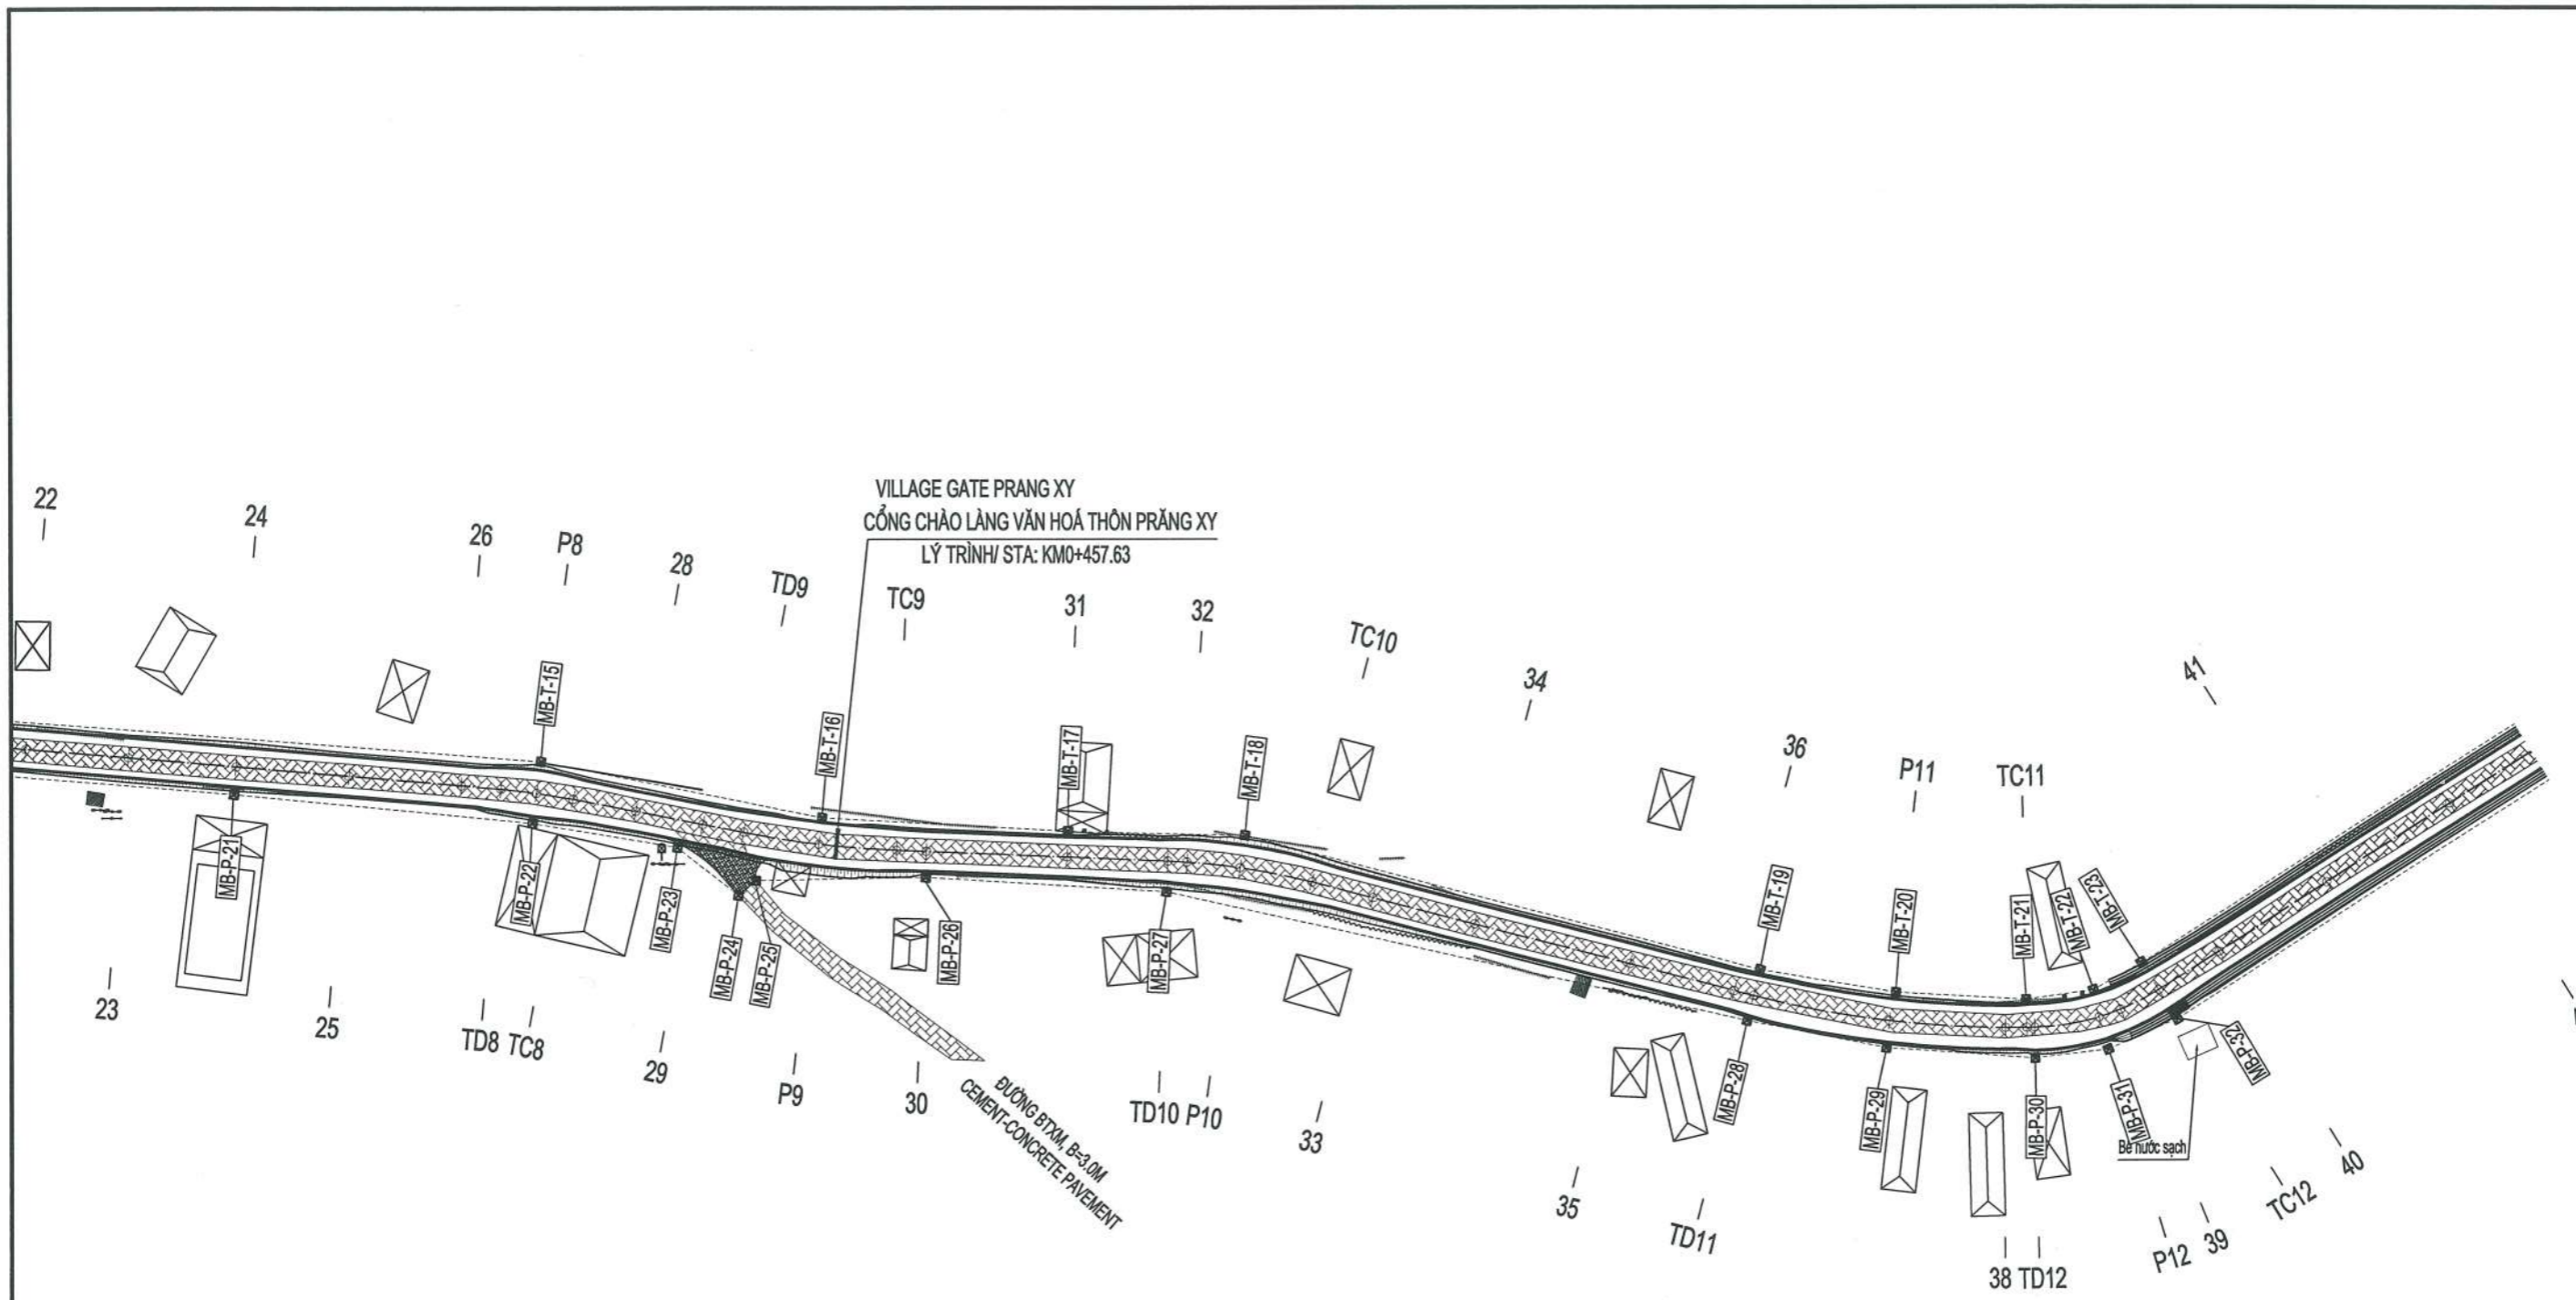 VILLAGE GATE PRANG XY
CỔNG CHÀO LÀNG VĂN HOÁ THÔN PRĂNG XY
LÝ TRÌNH/ STA: KM0+457.63
22
24
26
P8
28
TD9
TC9
31
32
TC10
34
36
P11
TC11
41
MB-T-15
MB-T-16
MB-T-17
MB-T-18
MB-T-19
MB-T-20
MB-T-21
MB-T-22
MB-T-23
MB-P-21
MB-P-22
MB-P-23
MB-P-24
MB-P-25
MB-P-26
MB-P-27
MB-P-28
MB-P-29
MB-P-30
MB-P-31
MB-P-32
Bể nước sạch
23
25
TD8
TC8
29
P9
30
ĐƯỜNG BTXM, B=3.0M
CEMENT-CONCRETE PAVEMENT
TD10
P10
33
35
TD11
38
TD12
P12
39
TC12
40